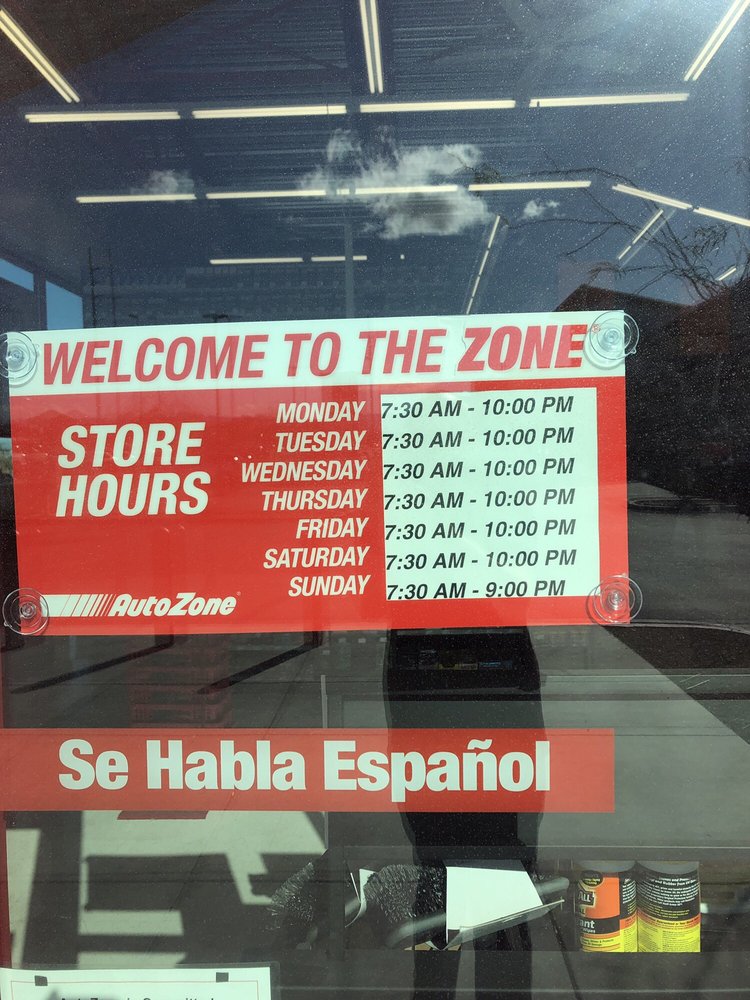 WELCOME TO THE ZONE
STORE HOURS
MONDAY 7:30 AM - 10:00 PM
TUESDAY 7:30 AM - 10:00 PM
WEDNESDAY 7:30 AM - 10:00 PM
THURSDAY 7:30 AM - 10:00 PM
FRIDAY 7:30 AM - 10:00 PM
SATURDAY 7:30 AM - 10:00 PM
SUNDAY 7:30 AM - 9:00 PM
AutoZone
Se Habla Español
ALL